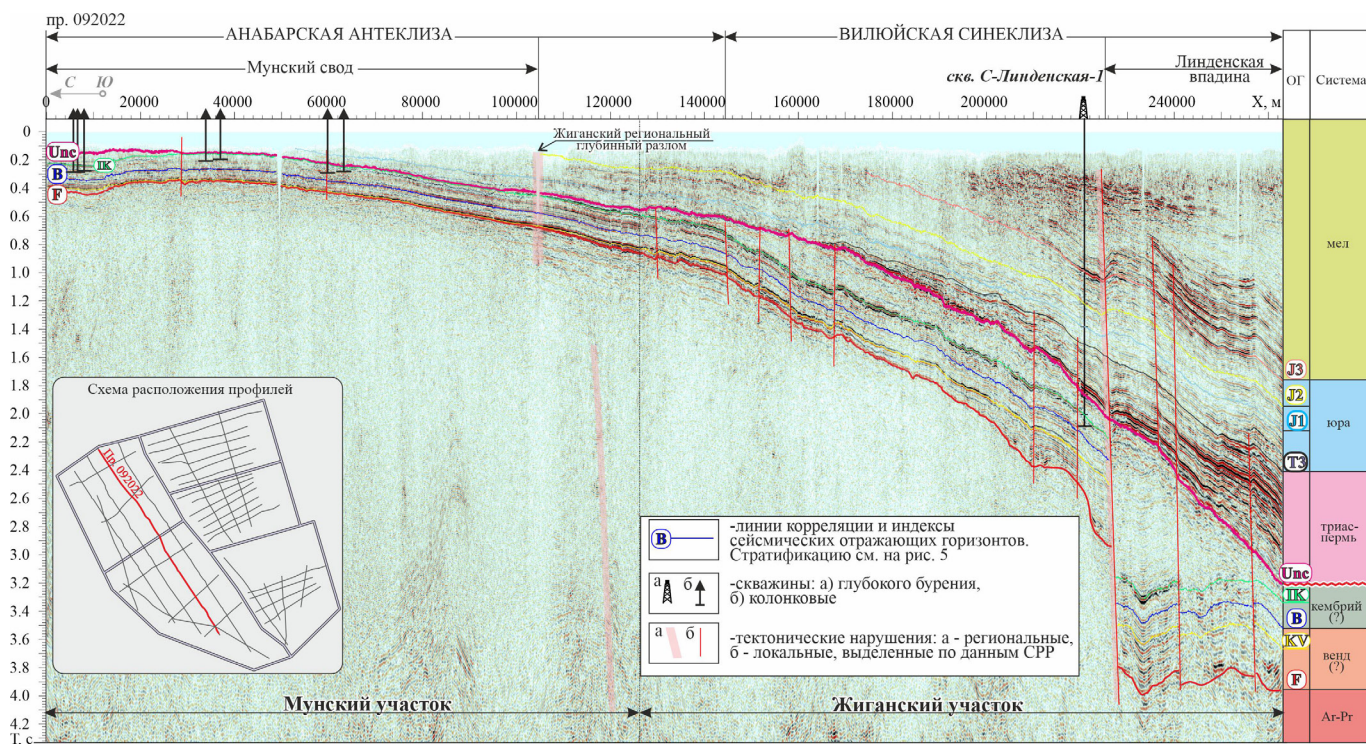 пр. 092022
АНАБАРСКАЯ АНТЕКЛИЗА
ВИЛЮЙСКАЯ СИНЕКЛИЗА
Мунский свод
скв. С-Линденская-1
Линденская
впадина
ОГ
Система
С Ю
0 20000 40000 60000 80000 100000 120000 140000 160000 180000 200000 240000 X, м
Жиганский региональный
глубинный разлом
0
0.2
0.4
0.6
0.8
1.0
1.2
1.4
1.6
1.8
2.0
2.2
2.4
2.6
2.8
3.0
3.2
3.4
3.6
3.8
4.0
4.2
Т, с
Unc
IK
B
F
мел
J3
J2
юра
J1
T3
триас-
пермь
Unc
IK
кембрий
(?)
B
KV
венд
(?)
F
Ar-Pr
Схема расположения профилей
Пр. 092022
B
-линии корреляции и индексы
сейсмических отражающих горизонтов.
Стратификацию см. на рис. 5
а б
-скважины: а) глубокого бурения,
б) колонковые
а б
-тектонические нарушения: а - региональные,
б - локальные, выделенные по данным СРР
Мунский участок
Жиганский участок